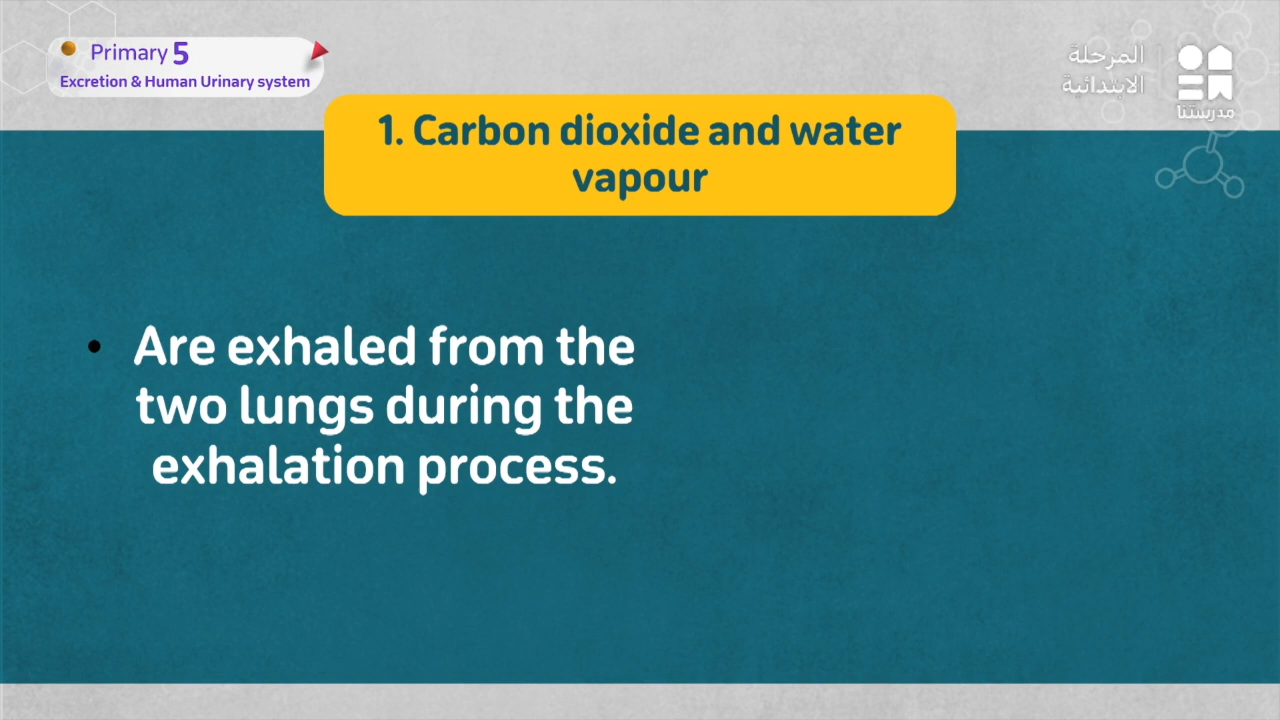 Primary 5
Excretion & Human Urinary system
المرحلة
الابتدائية
مدرستنا
1. Carbon dioxide and water
vapour
• Are exhaled from the
two lungs during the
exhalation process.